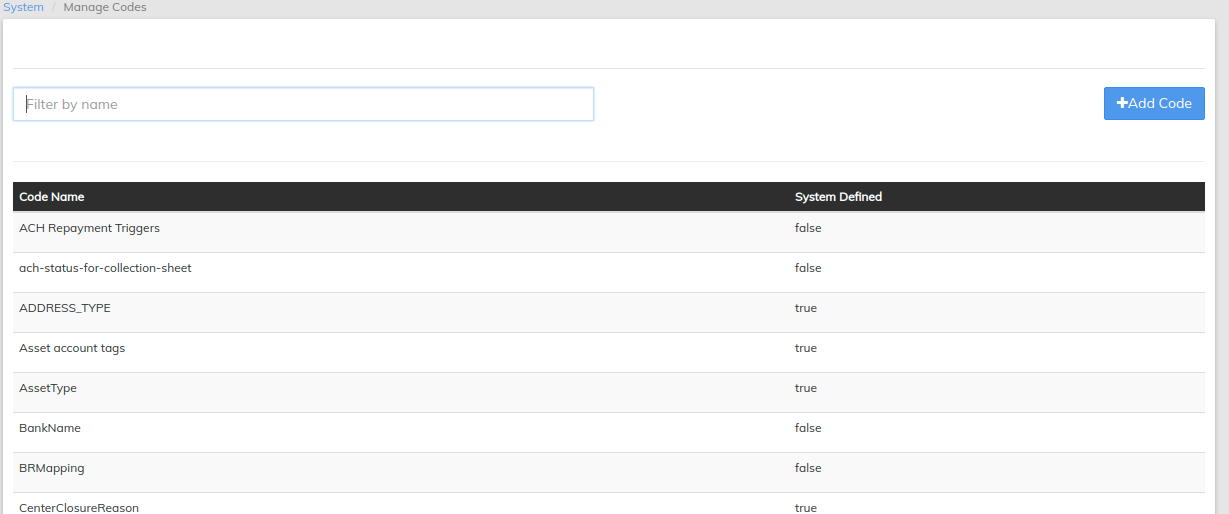 System / Manage Codes
Filter by name
Add Code
Code Name System Defined
ACH Repayment Triggers false
ach-status-for-collection-sheet false
ADDRESS_TYPE true
Asset account tags true
AssetType true
BankName false
BRMapping false
CenterClosureReason true